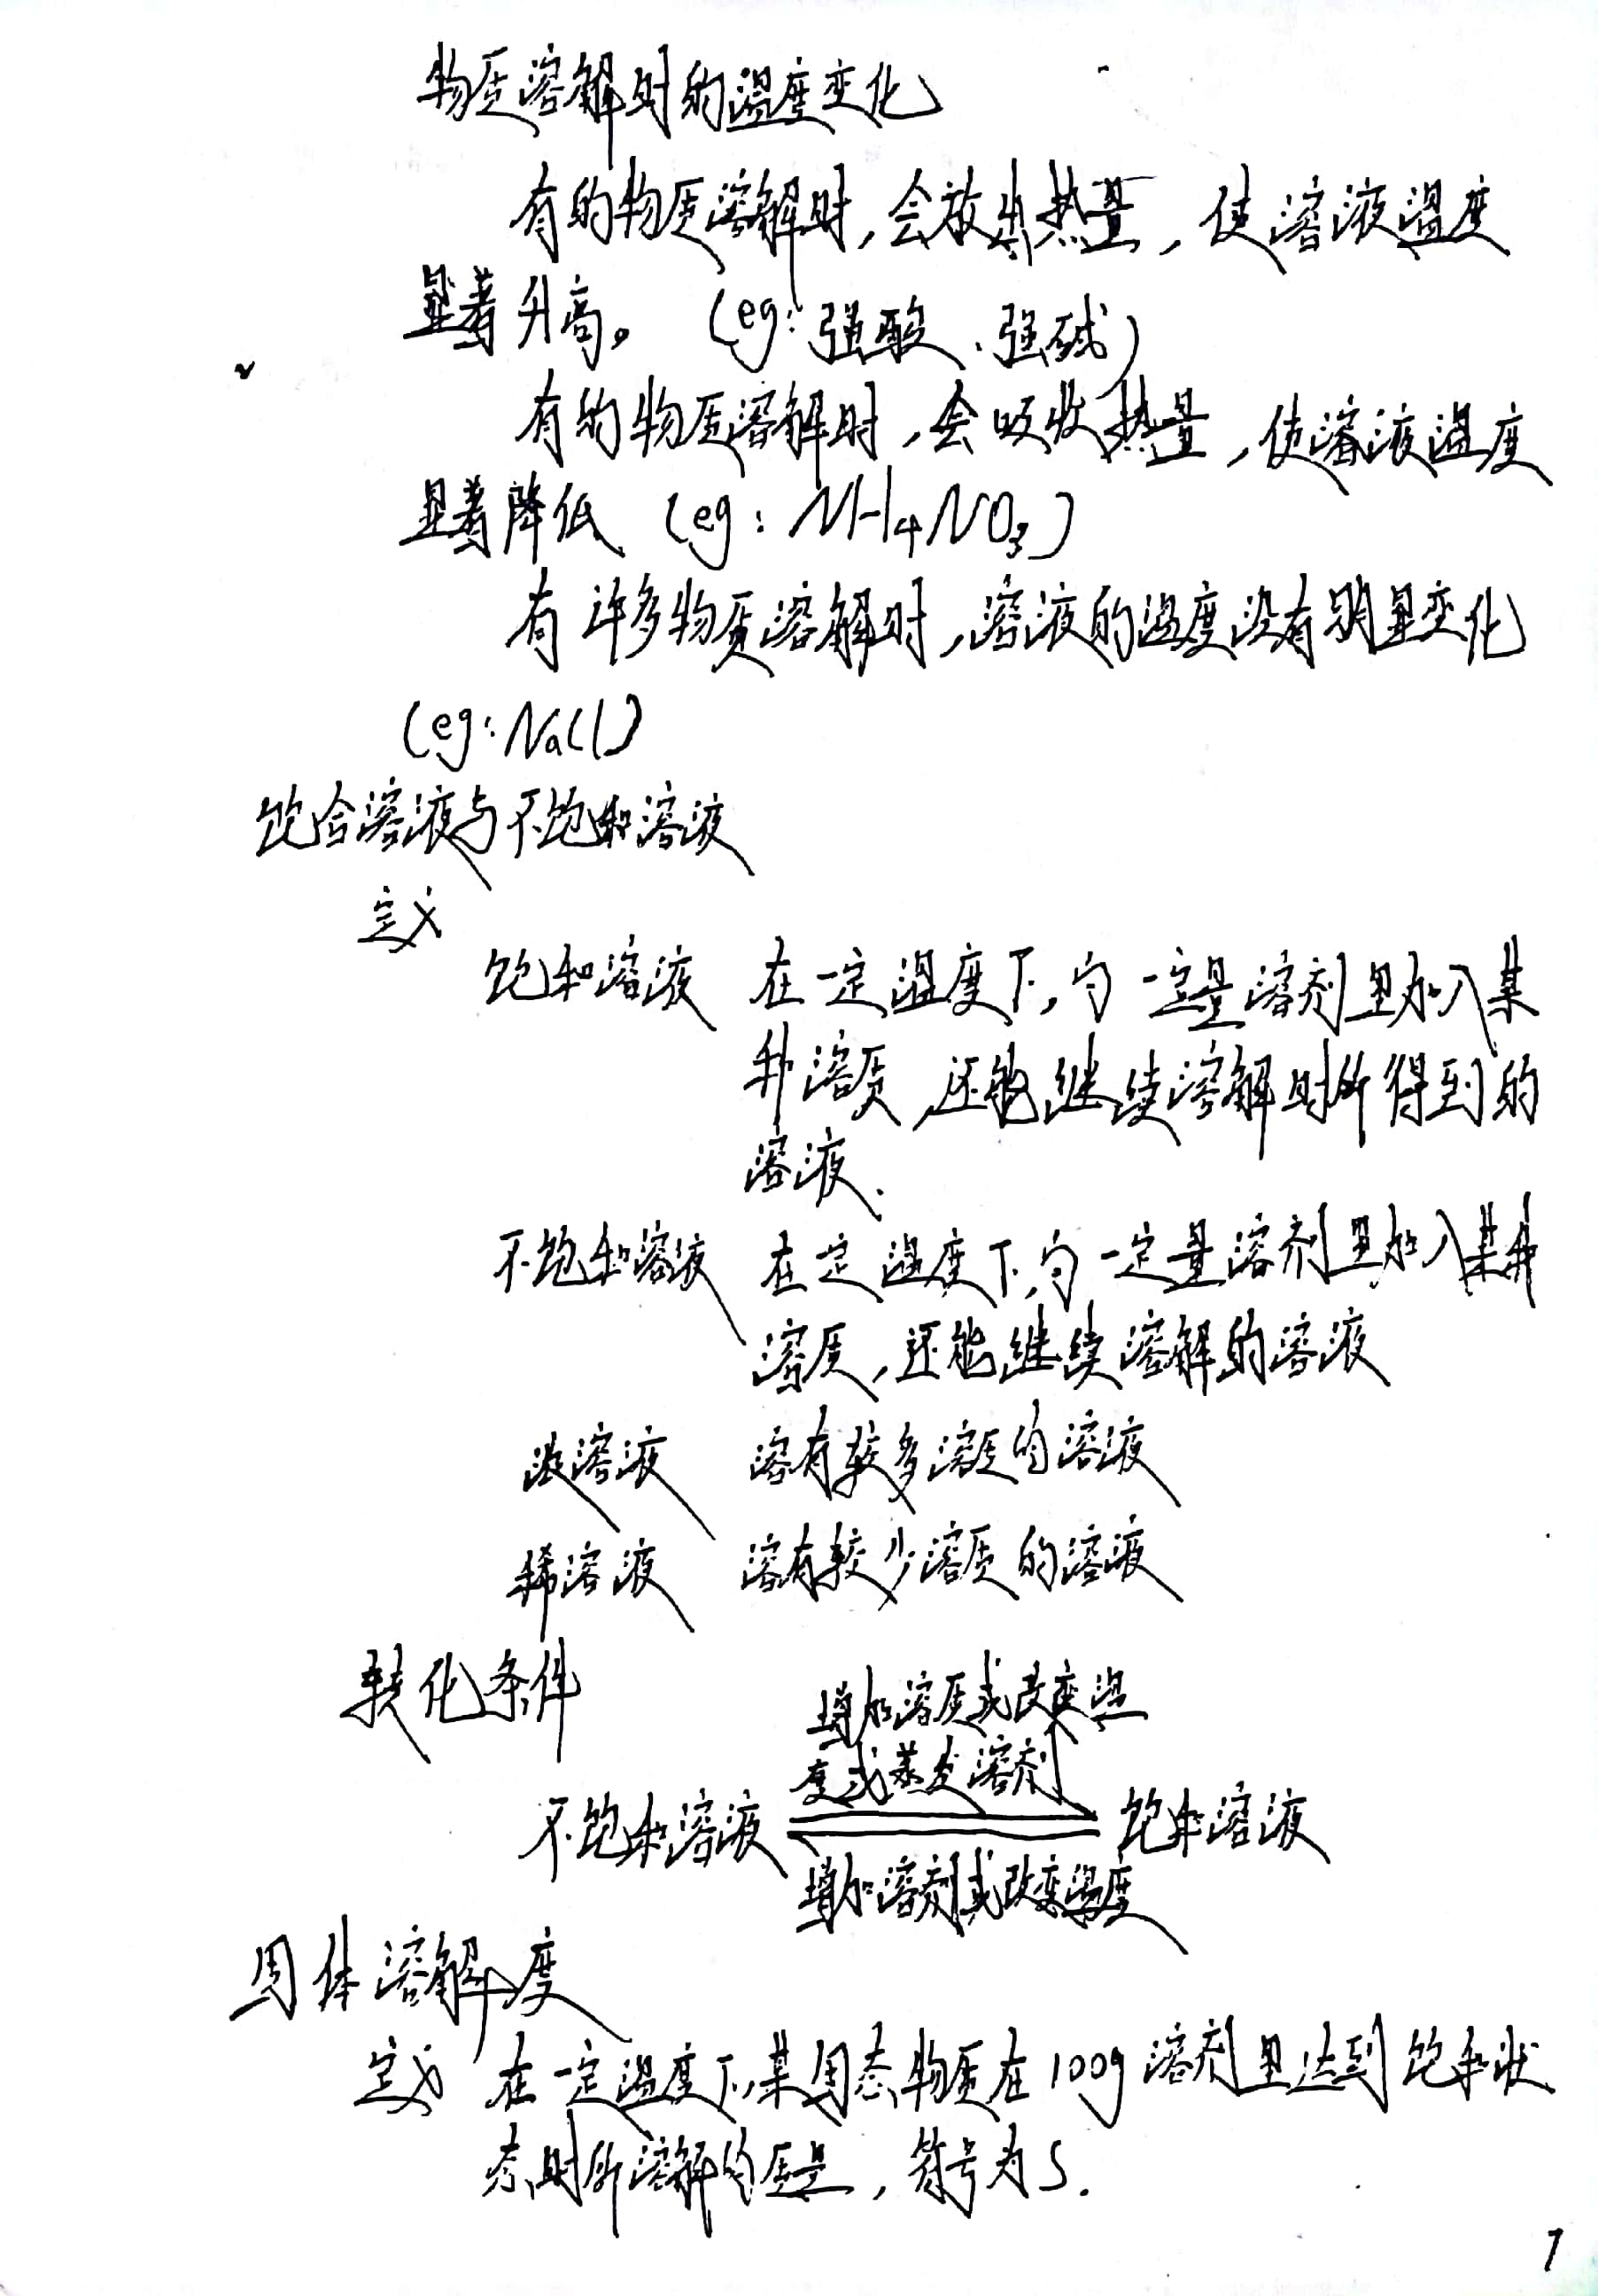 物质溶解时的温度变化
有的物质溶解时,会放出热量,使溶液温度
显著升高。(eg:强酸、强碱)
有的物质溶解时,会吸收热量,使溶液温度
显著降低 (eg:NH4NO3)
有许多物质溶解时,溶液的温度没有明显变化
(eg:NaCl)
饱合溶液与不饱和溶液
定义
饱和溶液 在一定温度下,向一定量溶剂里加入某
种溶质,还能继续溶解时所得到的
溶液.
不饱和溶液 在定温度下,向一定量溶剂里加入某种
溶质,还能继续溶解的溶液
浓溶液 溶有较多溶质的溶液
稀溶液 溶有较少溶质的溶液
转化条件
增加溶质或改变温
度或蒸发溶剂
不饱和溶液 饱和溶液
增加溶剂或改变温度
固体溶解度
定义 在一定温度下,某固态物质在100g溶剂里达到饱和状
态时所溶解的质量,符号为S.
1